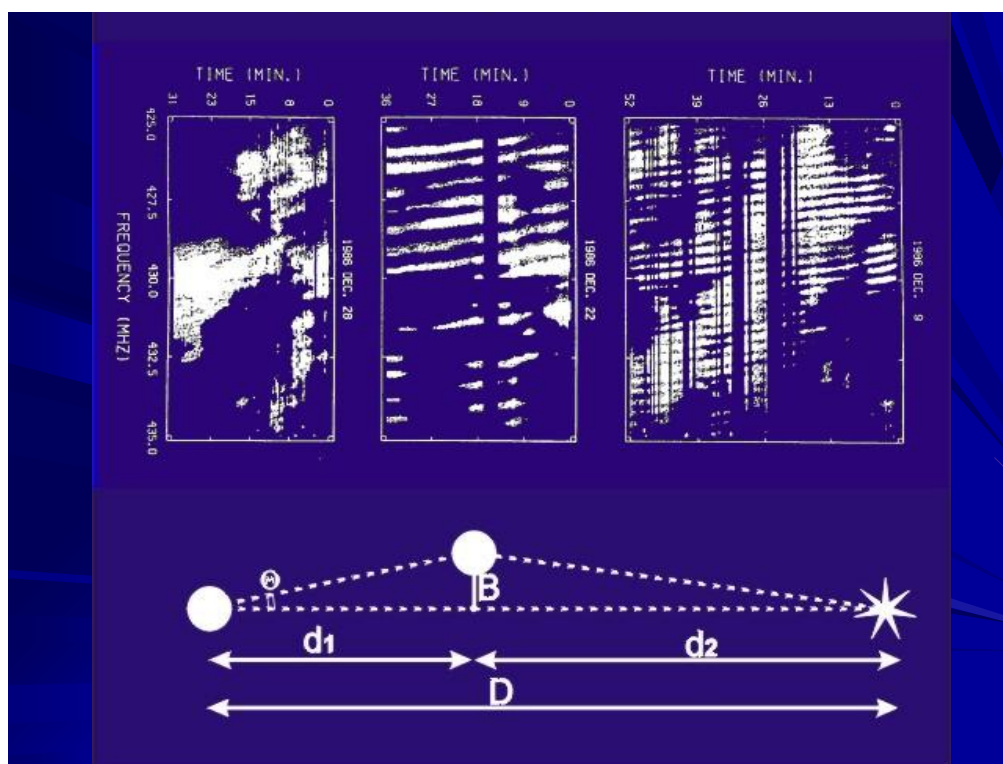 TIME (MIN.)
31 23 15 8 0
TIME (MIN.)
36 27 18 9 0
TIME (MIN.)
52 39 26 13 0
425.0
427.5
430.0
432.5
435.0
FREQUENCY (MHZ)
1986 DEC. 28
1986 DEC. 22
1986 DEC. 8
M
B
d1
d2
D